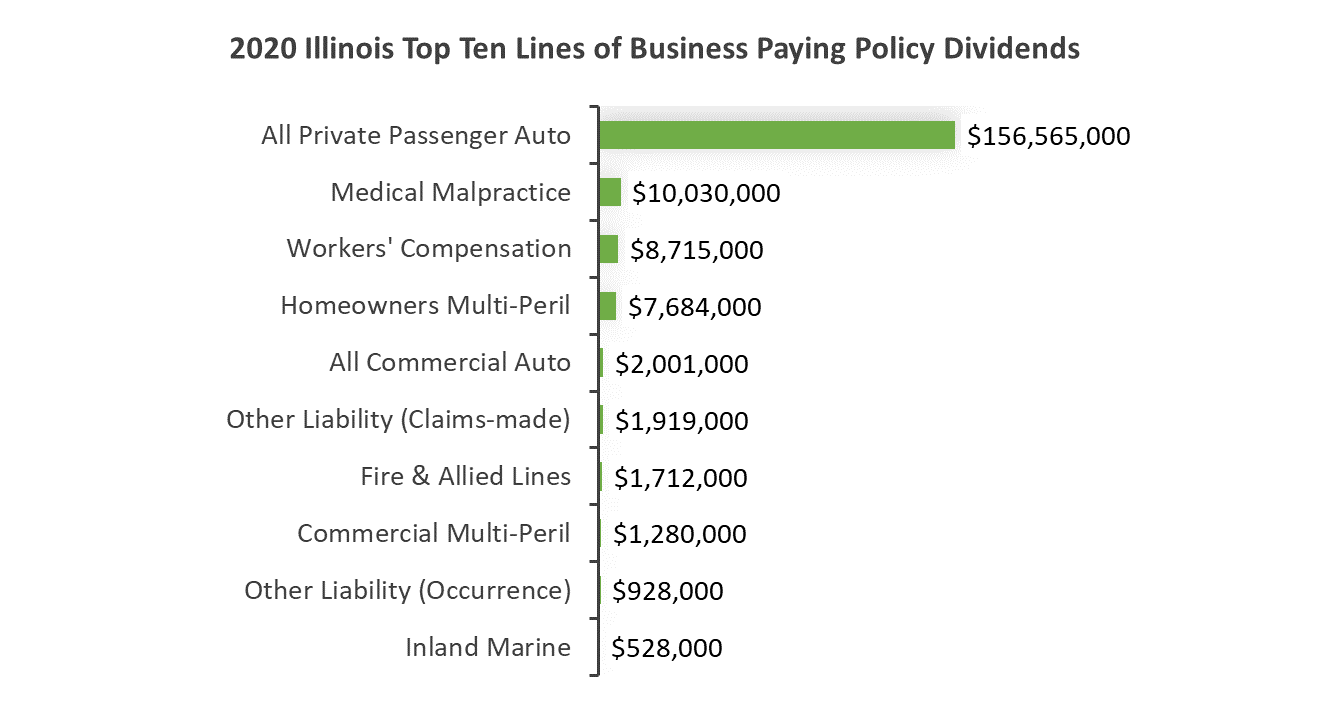 2020 Illinois Top Ten Lines of Business Paying Policy Dividends
All Private Passenger Auto $156,565,000
Medical Malpractice $10,030,000
Workers' Compensation $8,715,000
Homeowners Multi-Peril $7,684,000
All Commercial Auto $2,001,000
Other Liability (Claims-made) $1,919,000
Fire & Allied Lines $1,712,000
Commercial Multi-Peril $1,280,000
Other Liability (Occurrence) $928,000
Inland Marine $528,000